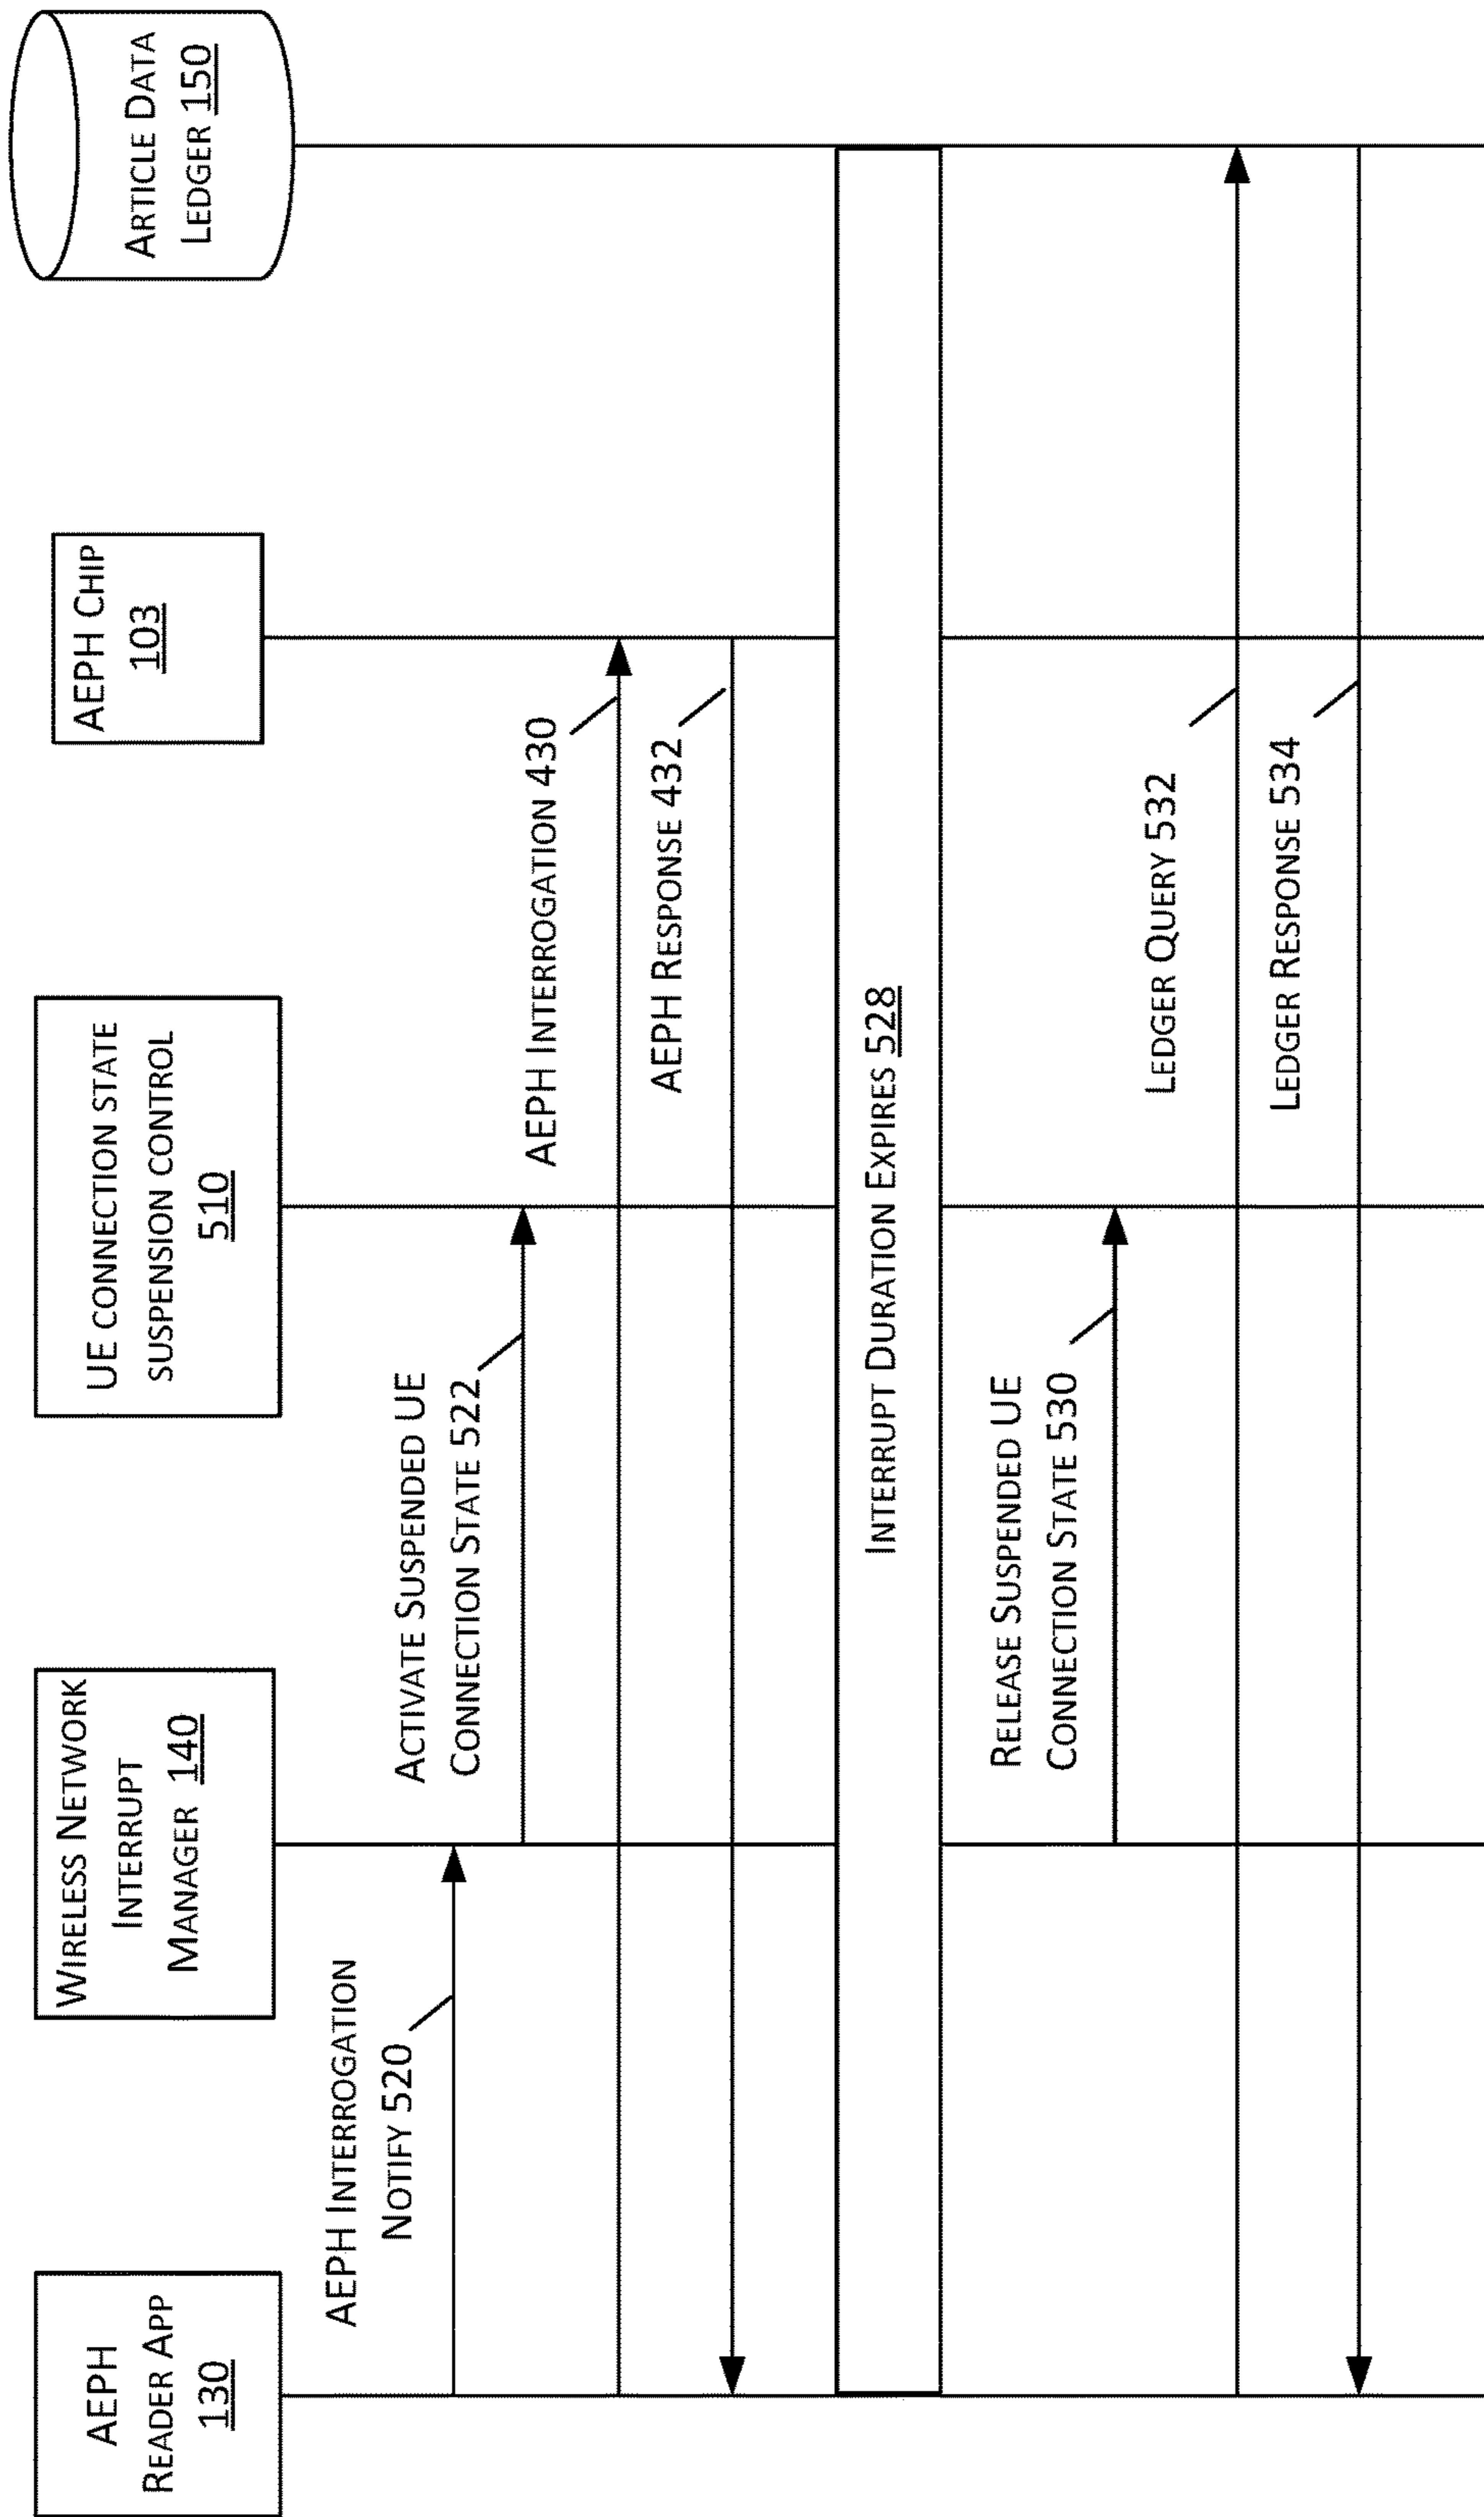 AEPH
READER APP
130
WIRELESS NETWORK
INTERRUPT
MANAGER 140
UE CONNECTION STATE
SUSPENSION CONTROL
510
AEPH CHIP
103
ARTICLE DATA
LEDGER 150
AEPH INTERROGATION
NOTIFY 520
ACTIVATE SUSPENDED UE
CONNECTION STATE 522
AEPH INTERROGATION 430
AEPH RESPONSE 432
INTERRUPT DURATION EXPIRES 528
RELEASE SUSPENDED UE
CONNECTION STATE 530
LEDGER QUERY 532
LEDGER RESPONSE 534